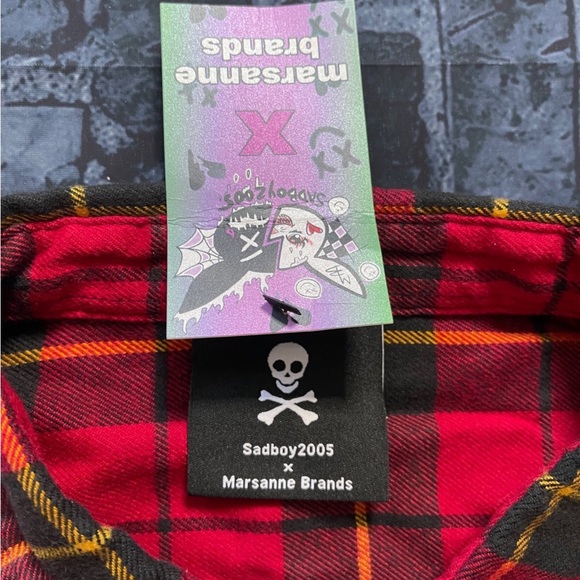 marsanne
brands
X
SADBOY2005
Sadboy2005
x
Marsanne Brands